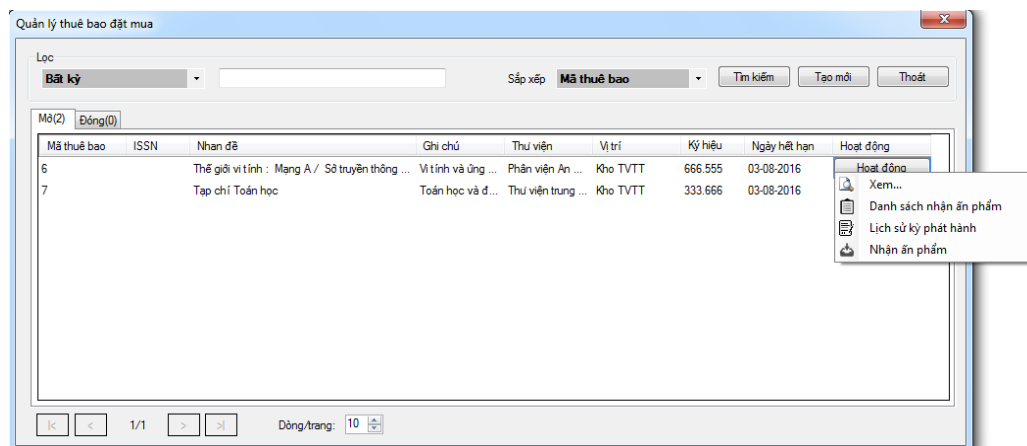 Quản lý thuê bao đặt mua
Lọc
Bất kỳ
Sắp xếp Mã thuê bao Tìm kiếm Tạo mới Thoát
Mở(2) Đóng(0)
Mã thuê bao ISSN Nhan đề Ghi chú Thư viện Vị trí Ký hiệu Ngày hết hạn Hoạt động
6 Thế giới vi tính : Mạng A / Sở truyền thông ... Vi tính và ứng ... Phân viện An ... Kho TVTT 666.555 03-08-2016 Hoạt động
7 Tạp chí Toán học Toán học và đ... Thư viện trung ... Kho TVTT 333.666 03-08-2016
Xem...
Danh sách nhận ấn phẩm
Lịch sử kỳ phát hành
Nhận ấn phẩm
|< < 1/1 > >| Dòng/trang: 10